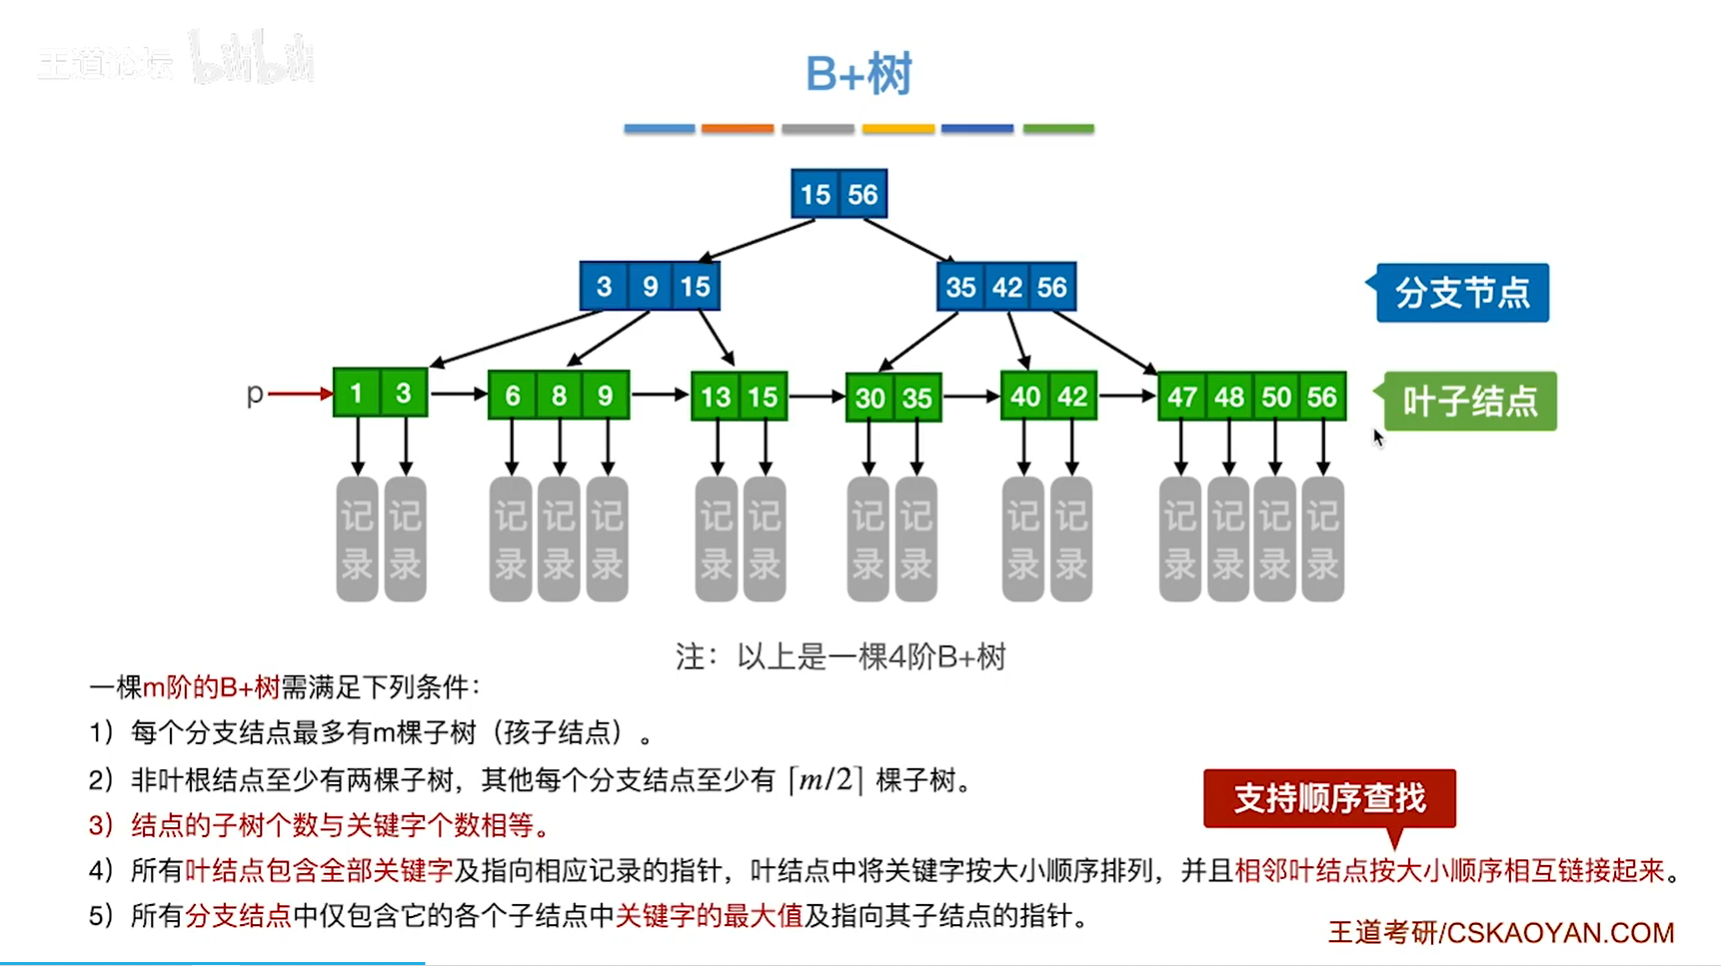 王道论坛 bilibili
B+树
15 56
3 9 15
35 42 56
分支节点
p
1 3
6 8 9
13 15
30 35
40 42
47 48 50 56
叶子结点
记录 记录 记录 记录 记录 记录 记录 记录 记录 记录 记录 记录 记录 记录 记录
注：以上是一棵4阶B+树
一棵m阶的B+树需满足下列条件：
1）每个分支结点最多有m棵子树（孩子结点）。
2）非叶根结点至少有两棵子树，其他每个分支结点至少有 ⌈m/2⌉ 棵子树。
支持顺序查找
3）结点的子树个数与关键字个数相等。
4）所有叶结点包含全部关键字及指向相应记录的指针，叶结点中将关键字按大小顺序排列，并且相邻叶结点按大小顺序相互链接起来。
5）所有分支结点中仅包含它的各个子结点中关键字的最大值及指向其子结点的指针。
王道考研/CSKAOYAN.COM